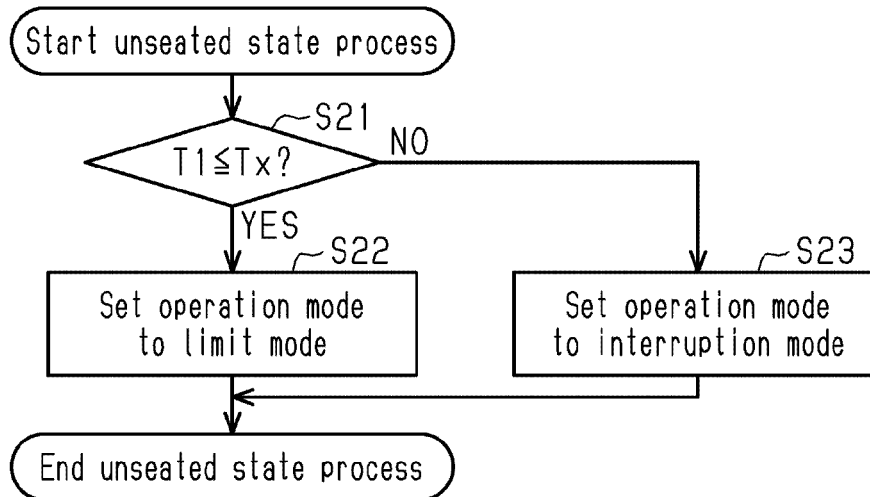 Start unseated state process
S21
T1≦Tx?
NO
YES
S22
Set operation mode
to limit mode
S23
Set operation mode
to interruption mode
End unseated state process